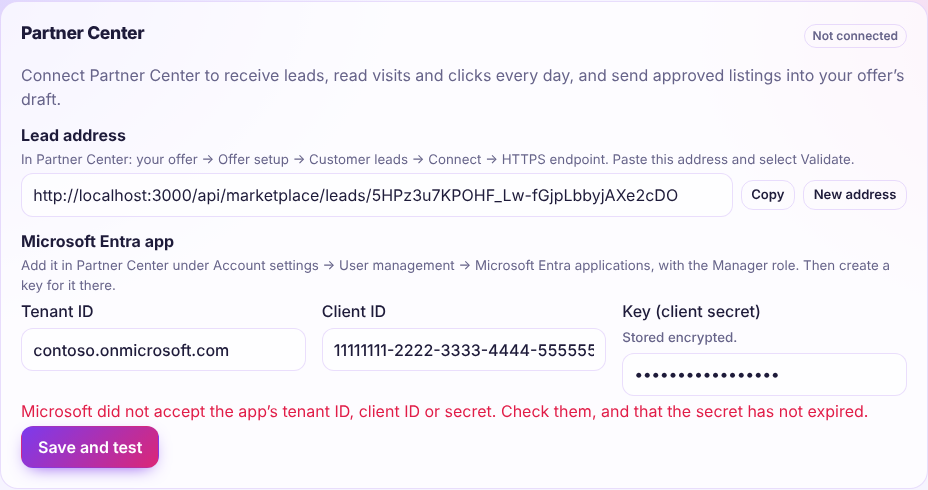 Partner Center
Not connected
Connect Partner Center to receive leads, read visits and clicks every day, and send approved listings into your offer’s
draft.
Lead address
In Partner Center: your offer → Offer setup → Customer leads → Connect → HTTPS endpoint. Paste this address and select Validate.
http://localhost:3000/api/marketplace/leads/5HPz3u7KPOHF_Lw-fGjpLbbyjAXe2cDO
Copy
New address
Microsoft Entra app
Add it in Partner Center under Account settings → User management → Microsoft Entra applications, with the Manager role. Then create a
key for it there.
Tenant ID
Client ID
Key (client secret)
Stored encrypted.
contoso.onmicrosoft.com
11111111-2222-3333-4444-555555
•••••••••••••••••
Microsoft did not accept the app’s tenant ID, client ID or secret. Check them, and that the secret has not expired.
Save and test